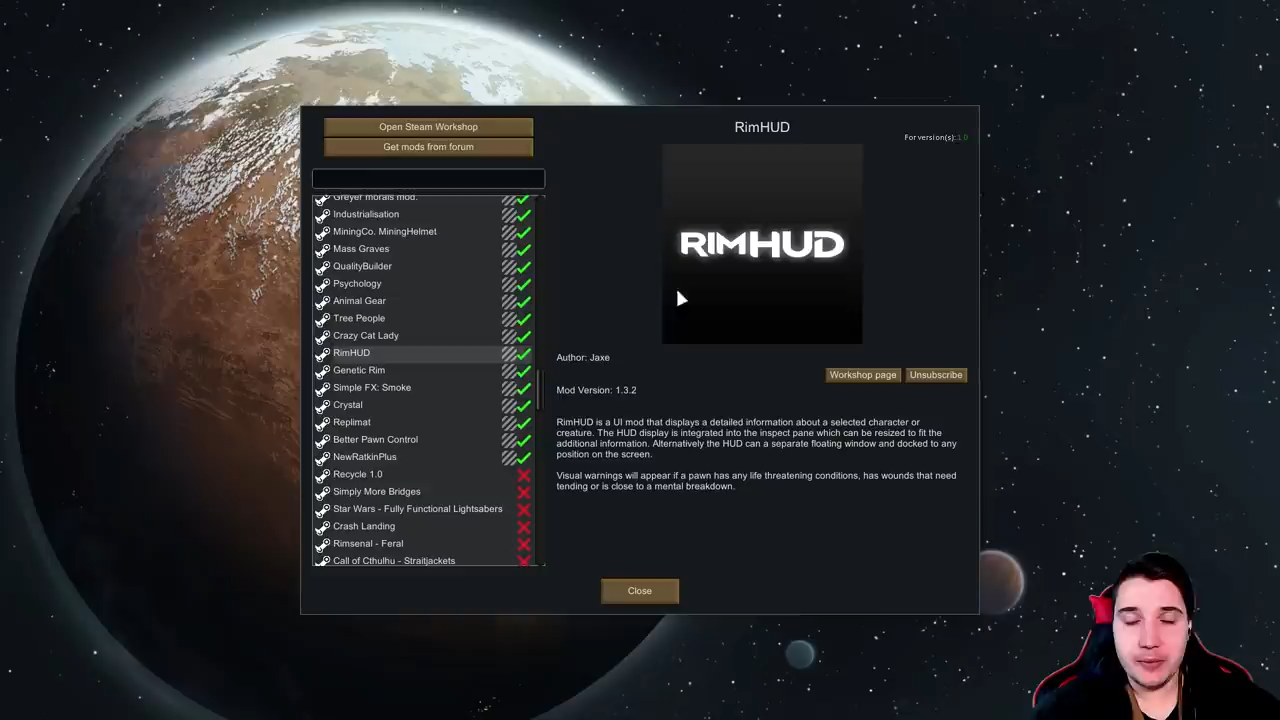 Open Steam Workshop
Get mods from forum
Greyer morals mod.
Industrialisation
MiningCo. MiningHelmet
Mass Graves
QualityBuilder
Psychology
Animal Gear
Tree People
Crazy Cat Lady
RimHUD
Genetic Rim
Simple FX: Smoke
Crystal
Replimat
Better Pawn Control
NewRatkinPlus
Recycle 1.0
Simply More Bridges
Star Wars - Fully Functional Lightsabers
Crash Landing
Rimsenal - Feral
Call of Cthulhu - Straitjackets
RimHUD
For version(s): 1.0
RIMHUD
Author: Jaxe
Workshop page
Unsubscribe
Mod Version: 1.3.2
RimHUD is a UI mod that displays a detailed information about a selected character or
creature. The HUD display is integrated into the inspect pane which can be resized to fit the
additional information. Alternatively the HUD can a separate floating window and docked to any
position on the screen.
Visual warnings will appear if a pawn has any life threatening conditions, has wounds that need
tending or is close to a mental breakdown.
Close